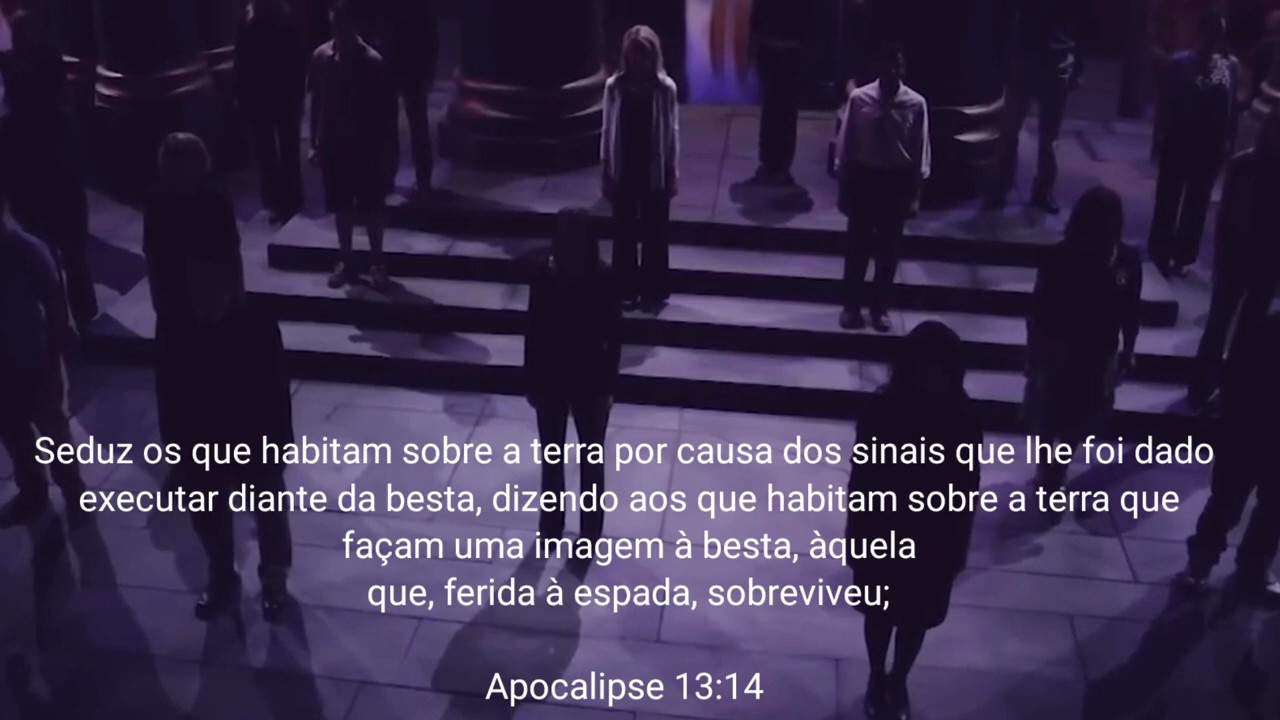 Seduz os que habitam sobre a terra por causa dos sinais que lhe foi dado
executar diante da besta, dizendo aos que habitam sobre a terra que
façam uma imagem à besta, àquela
que, ferida à espada, sobreviveu;
Apocalipse 13:14